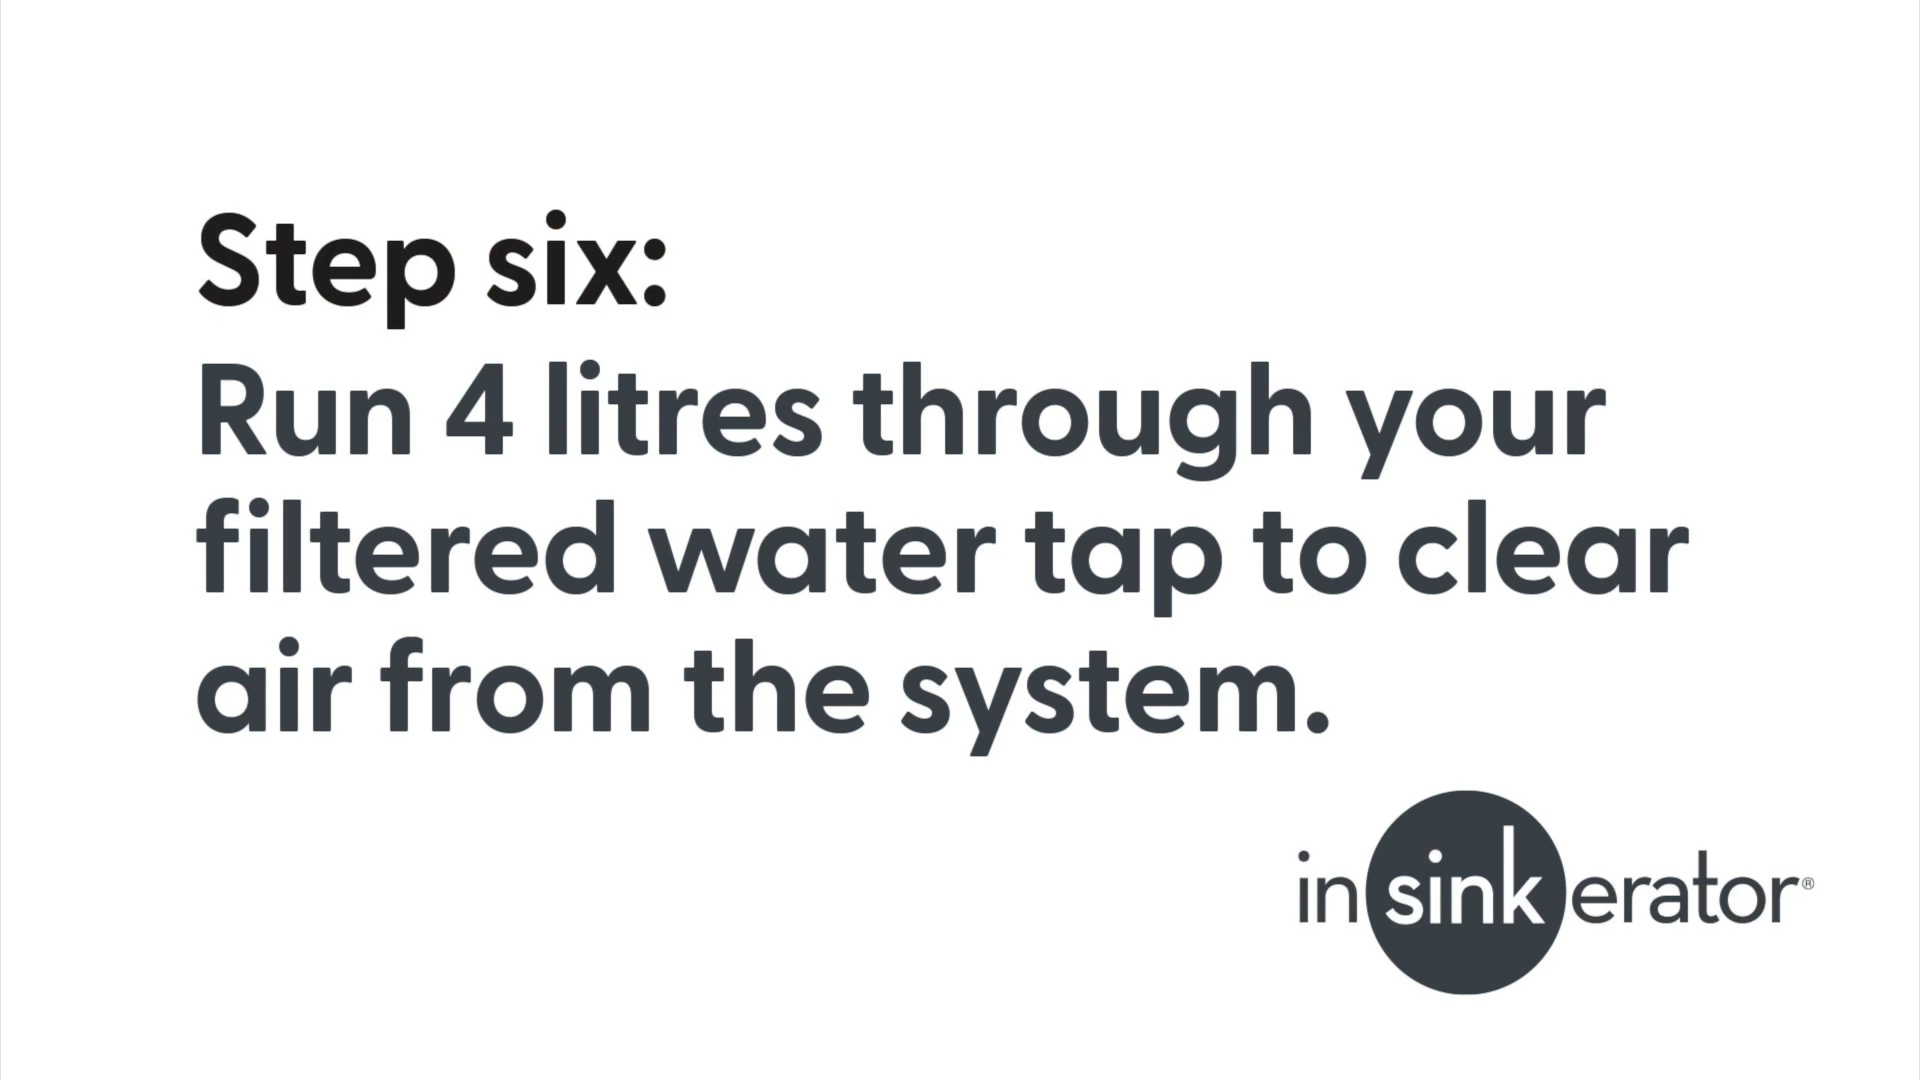 Step six:
Run 4 litres through your
filtered water tap to clear
air from the system.
insinkerator®